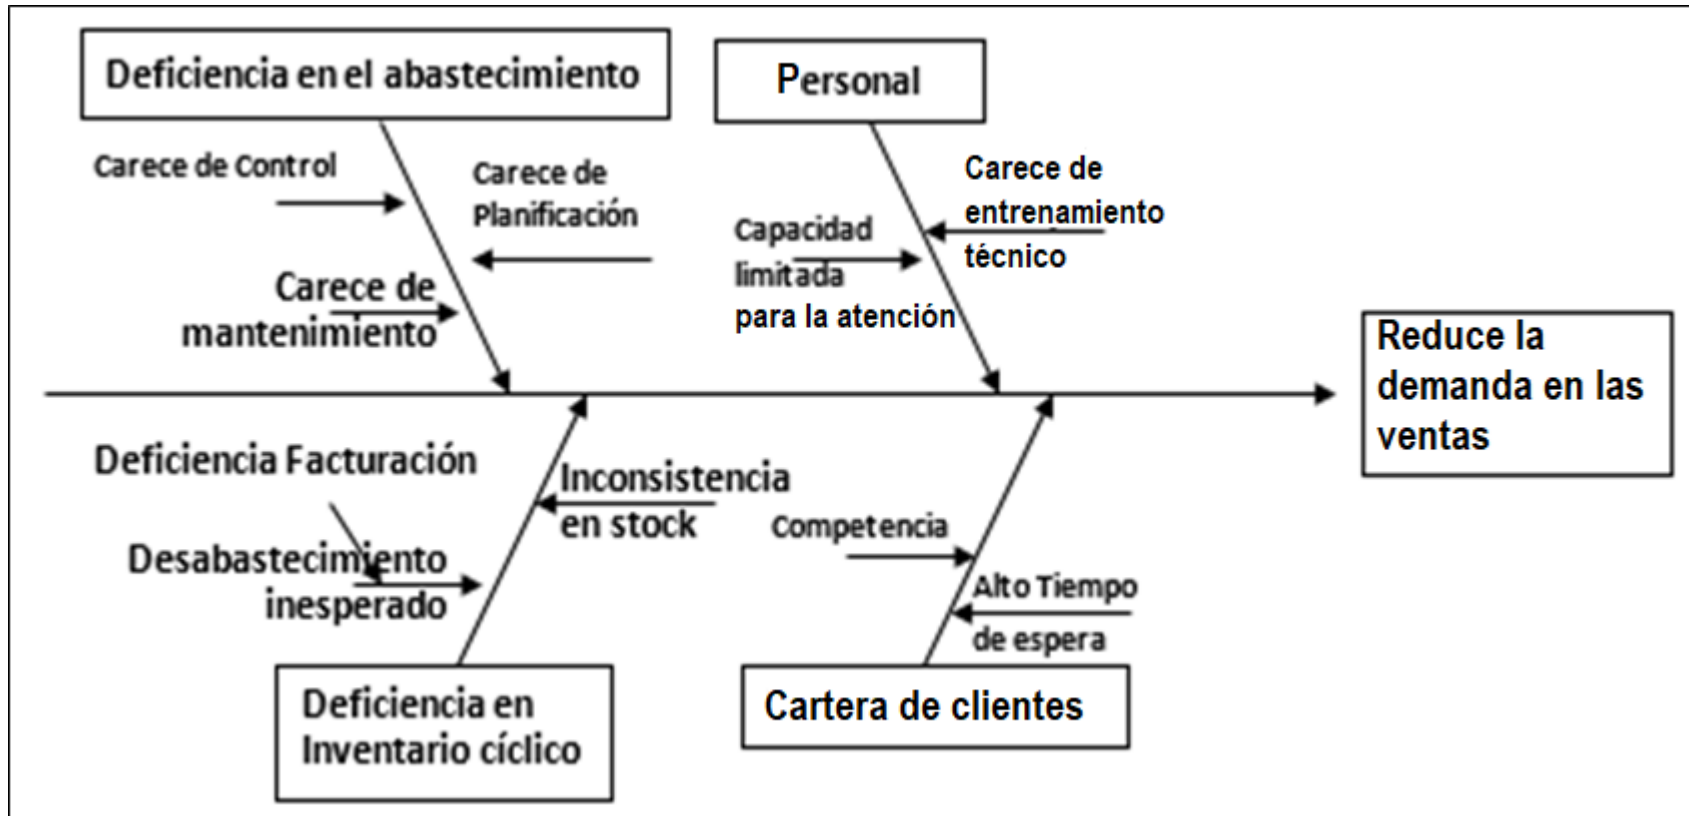 Deficiencia en el abastecimiento
Personal
Carece de Control
Carece de
Planificación
Carece de
mantenimiento
Capacidad
limitada
para la atención
Carece de
entrenamiento
técnico
Reduce la
demanda en las
ventas
Deficiencia Facturación
Desabastecimiento
inesperado
Inconsistencia
en stock
Competencia
Alto Tiempo
de espera
Deficiencia en
Inventario cíclico
Cartera de clientes